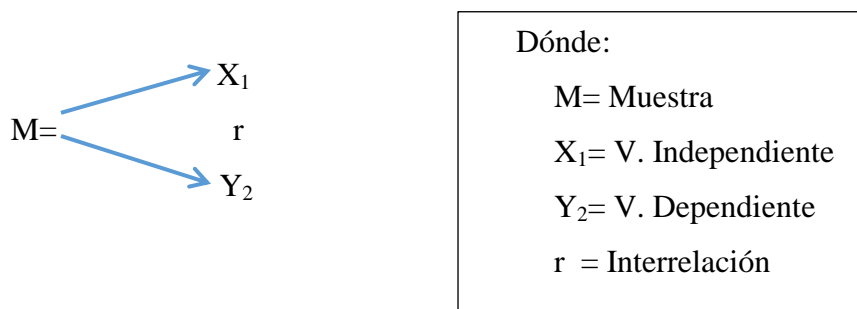 X₁
M=
r
Y₂
Dónde:
M= Muestra
X₁= V. Independiente
Y₂= V. Dependiente
r = Interrelación